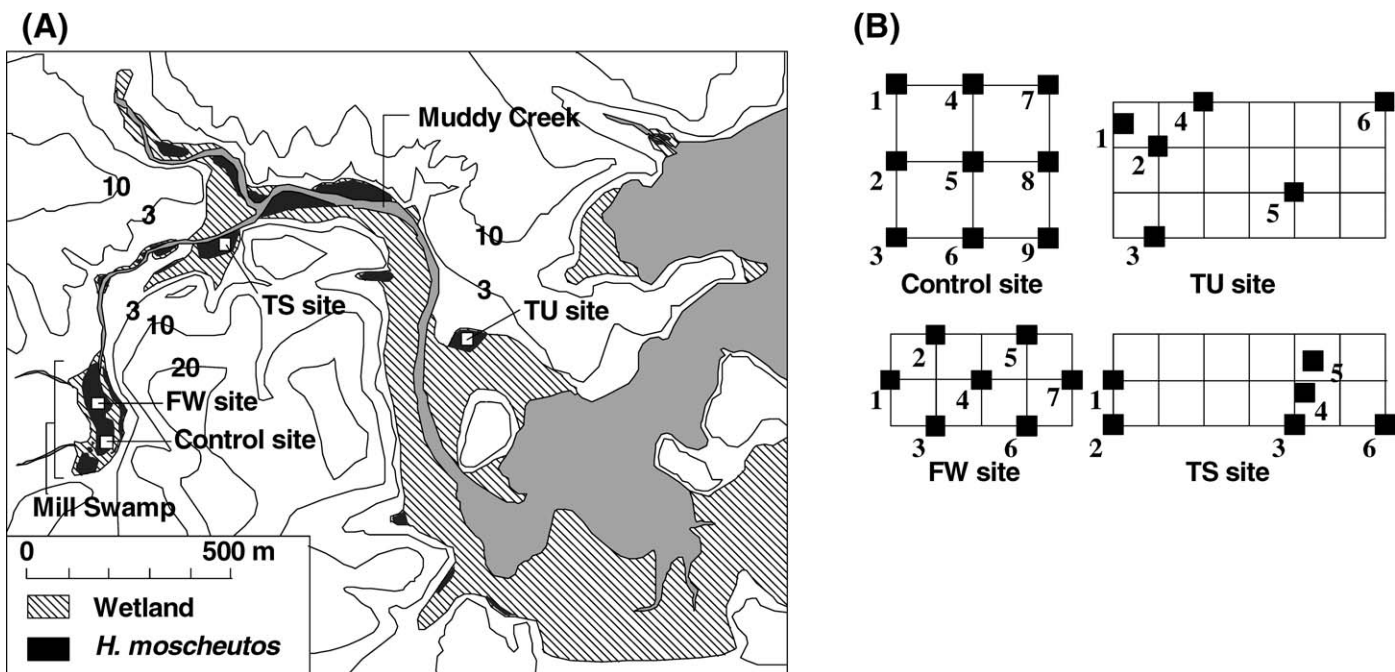 (A)
Muddy Creek
10
3
10
3
TS site
TU site
3
10
20
FW site
Control site
Mill Swamp
0 500 m
Wetland
H. moscheutos
(B)
1 4 7
2 5 8
3 6 9
Control site
1 2 4 6
5
3
TU site
2 5
1 4 7
3 6
FW site
5
1 4
2 3 6
TS site